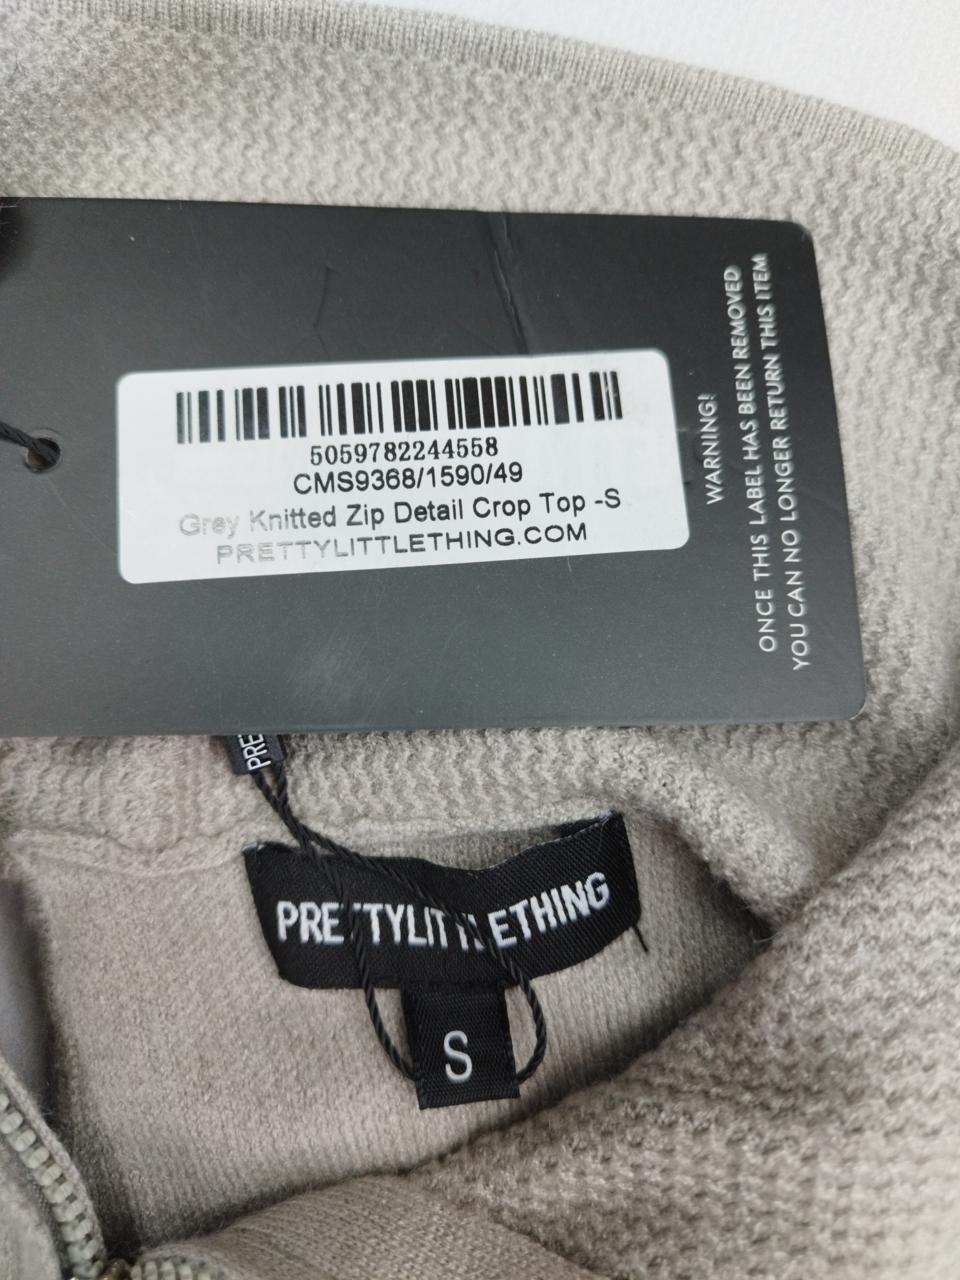 5059782244558
CMS9368/1590/49
Grey Knitted Zip Detail Crop Top -S
PRETTYLITTLETHING.COM
WARNING!
ONCE THIS LABEL HAS BEEN REMOVED
YOU CAN NO LONGER RETURN THIS ITEM
PRE
PRETTYLITTLETHING
S